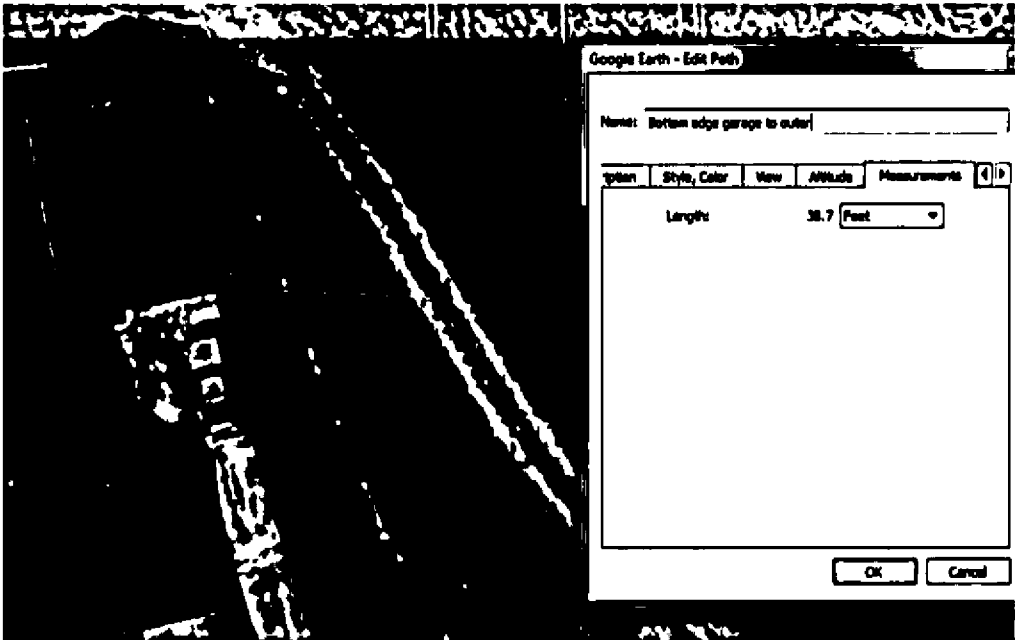 Google Earth - Edit Path
Name: Bottom edge garage to outer
ption Style, Color View Altitude Measurements
Length: 38.7 Feet
OK Cancel